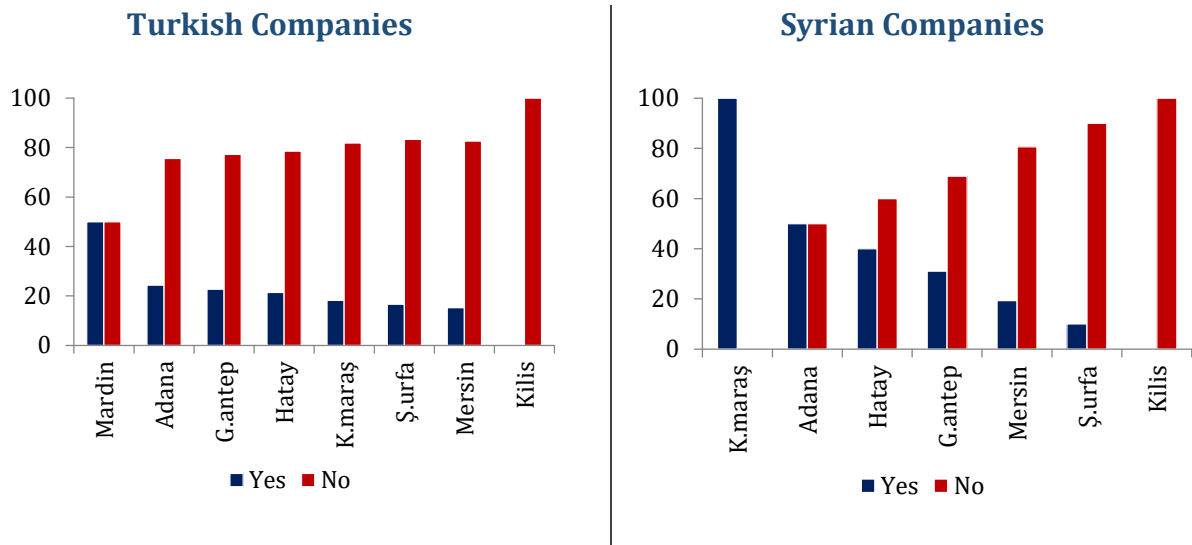 Turkish Companies
100
80
60
40
20
0
Mardin
Adana
G.antep
Hatay
K.maraş
Ş.urfa
Mersin
Kilis
Yes No
Syrian Companies
100
80
60
40
20
0
K.maraş
Adana
Hatay
G.antep
Mersin
Ş.urfa
Kilis
Yes No